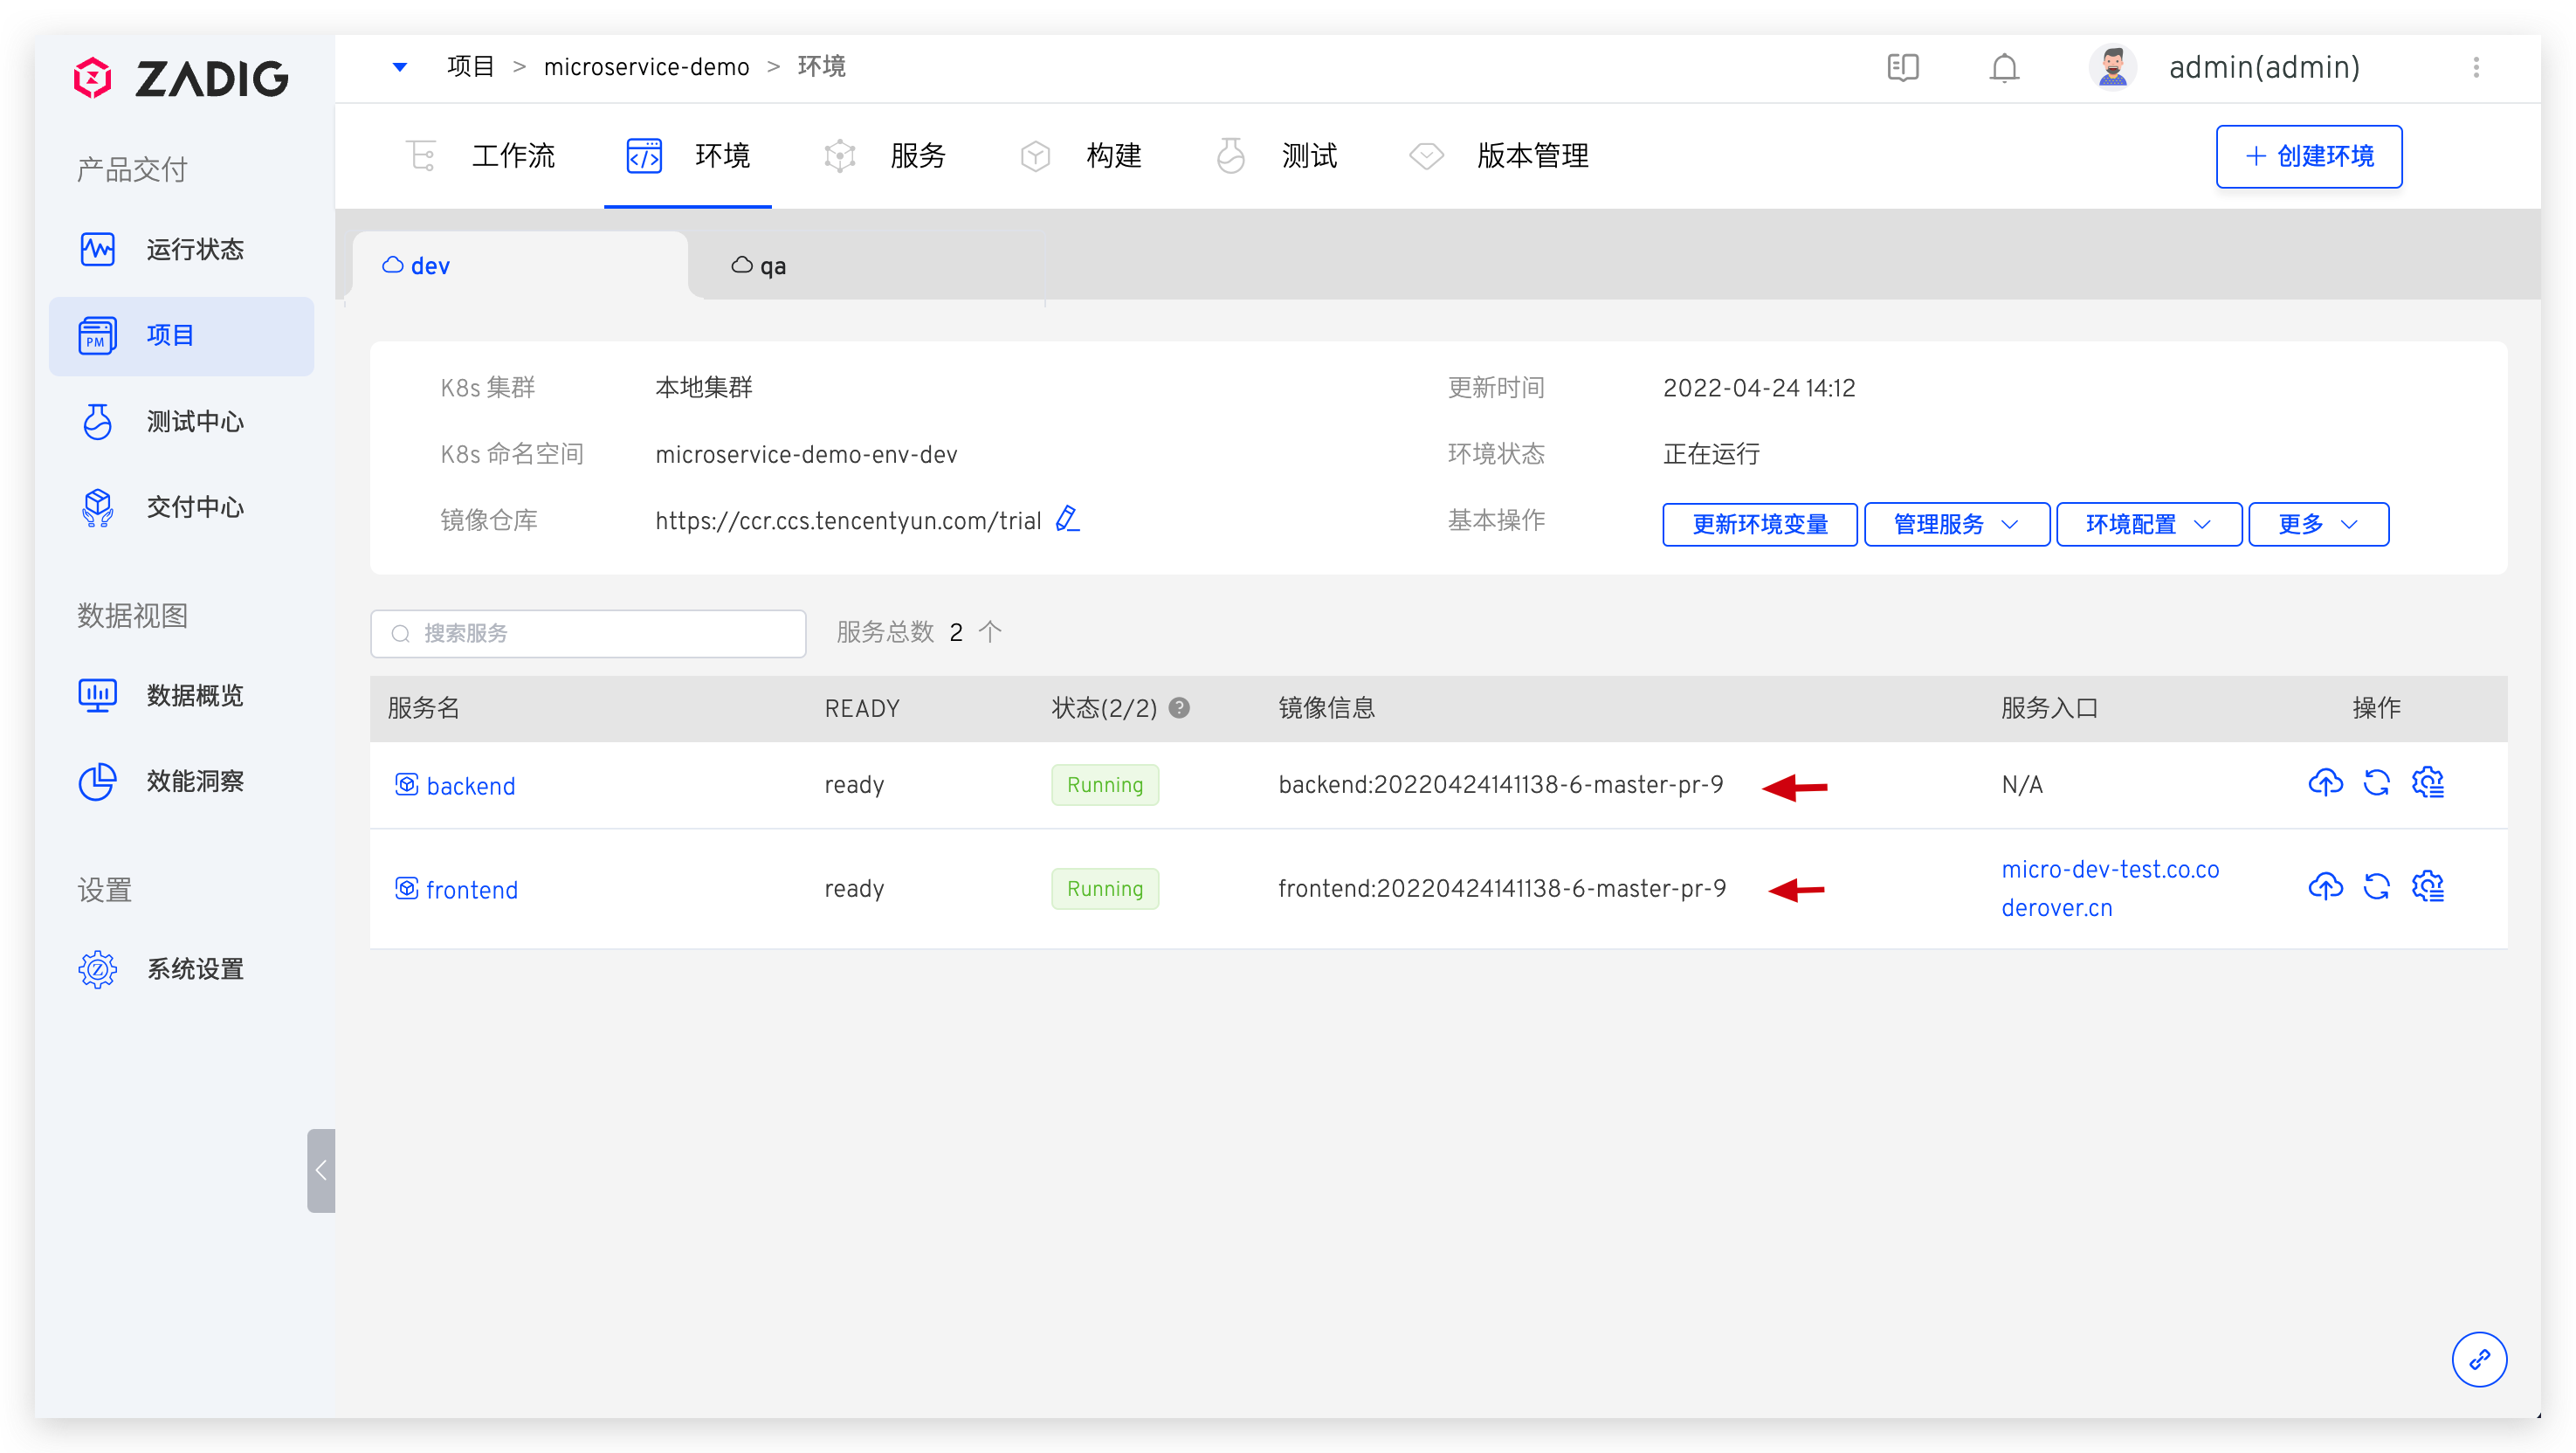 ZADIG
项目 > microservice-demo > 环境
admin(admin)
产品交付
运行状态
PM 项目
测试中心
交付中心
数据视图
数据概览
效能洞察
设置
系统设置
工作流
环境
服务
构建
测试
版本管理
创建环境
dev
qa
K8s 集群 本地集群
更新时间 2022-04-24 14:12
K8s 命名空间 microservice-demo-env-dev
环境状态 正在运行
镜像仓库 https://ccr.ccs.tencentyun.com/trial
基本操作 更新环境变量 管理服务 环境配置 更多
搜索服务 服务总数 2 个
服务名 READY 状态(2/2) ? 镜像信息 服务入口 操作
backend ready Running backend:20220424141138-6-master-pr-9 N/A
frontend ready Running frontend:20220424141138-6-master-pr-9 micro-dev-test.co.co
derover.cn